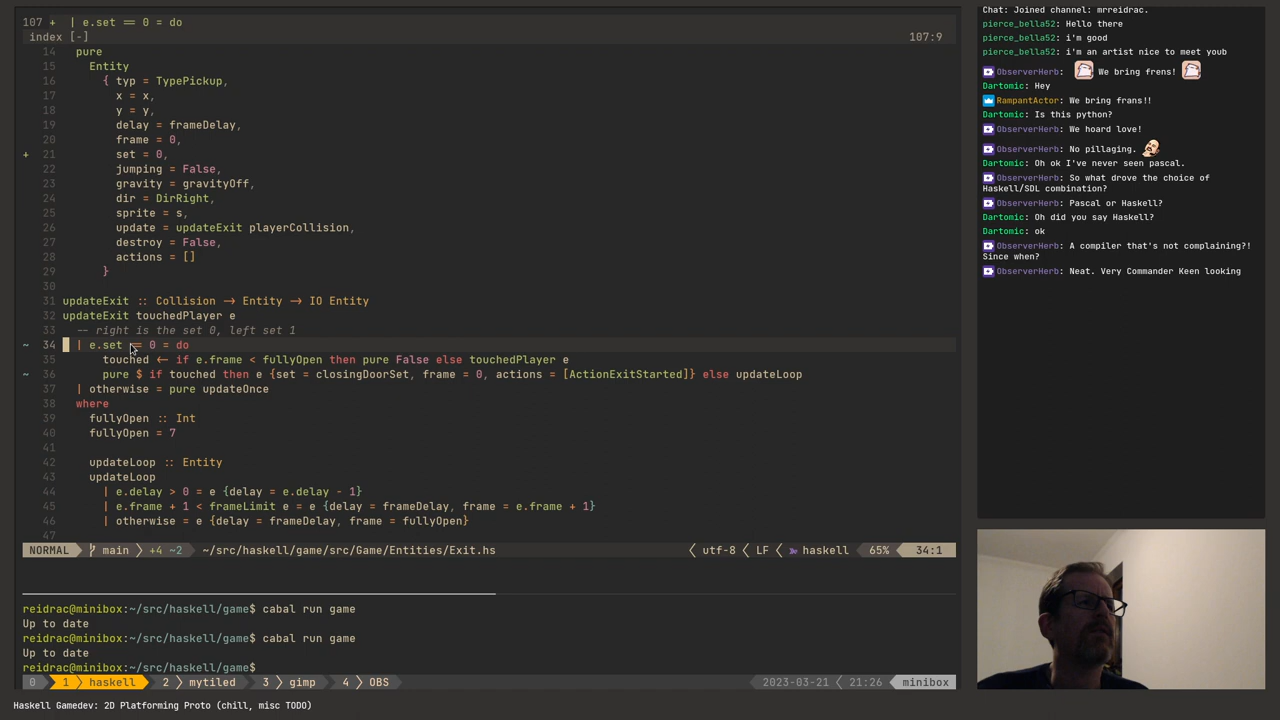 107 + | e.set == 0 = do
index [-] 107:9
14 pure
15 Entity
16 { typ = TypePickup,
17 x = x,
18 y = y,
19 delay = frameDelay,
20 frame = 0,
+ 21 set = 0,
22 jumping = False,
23 gravity = gravityOff,
24 dir = DirRight,
25 sprite = s,
26 update = updateExit playerCollision,
27 destroy = False,
28 actions = []
29 }
30
31 updateExit :: Collision → Entity → IO Entity
32 updateExit touchedPlayer e
33 -- right is the set 0, left set 1
~ 34 | e.set == 0 = do
35 touched ← if e.frame < fullyOpen then pure False else touchedPlayer e
~ 36 pure $ if touched then e {set = closingDoorSet, frame = 0, actions = [ActionExitStarted]} else updateLoop
37 | otherwise = pure updateOnce
38 where
39 fullyOpen :: Int
40 fullyOpen = 7
41
42 updateLoop :: Entity
43 updateLoop
44 | e.delay > 0 = e {delay = e.delay - 1}
45 | e.frame + 1 < frameLimit e = e {delay = frameDelay, frame = e.frame + 1}
46 | otherwise = e {delay = frameDelay, frame = fullyOpen}
47
NORMAL main +4 ~2 ~/src/haskell/game/src/Game/Entities/Exit.hs utf-8 LF haskell 65% 34:1
reidrac@minibox:~/src/haskell/game$ cabal run game
Up to date
reidrac@minibox:~/src/haskell/game$ cabal run game
Up to date
reidrac@minibox:~/src/haskell/game$
0 1 haskell 2 mytiled 3 gimp 4 OBS 2023-03-21 21:26 minibox
Haskell Gamedev: 2D Platforming Proto (chill, misc TODO)
Chat: Joined channel: mrreidrac.
pierce_bella52: Hello there
pierce_bella52: i'm good
pierce_bella52: i'm an artist nice to meet youb
ObserverHerb: We bring frens!
Dartomic: Hey
RampantActor: We bring frans!!
Dartomic: Is this python?
ObserverHerb: We hoard love!
ObserverHerb: No pillaging.
Dartomic: Oh ok I've never seen pascal.
ObserverHerb: So what drove the choice of
Haskell/SDL combination?
ObserverHerb: Pascal or Haskell?
Dartomic: Oh did you say Haskell?
Dartomic: ok
ObserverHerb: A compiler that's not complaining?!
Since when?
ObserverHerb: Neat. Very Commander Keen looking